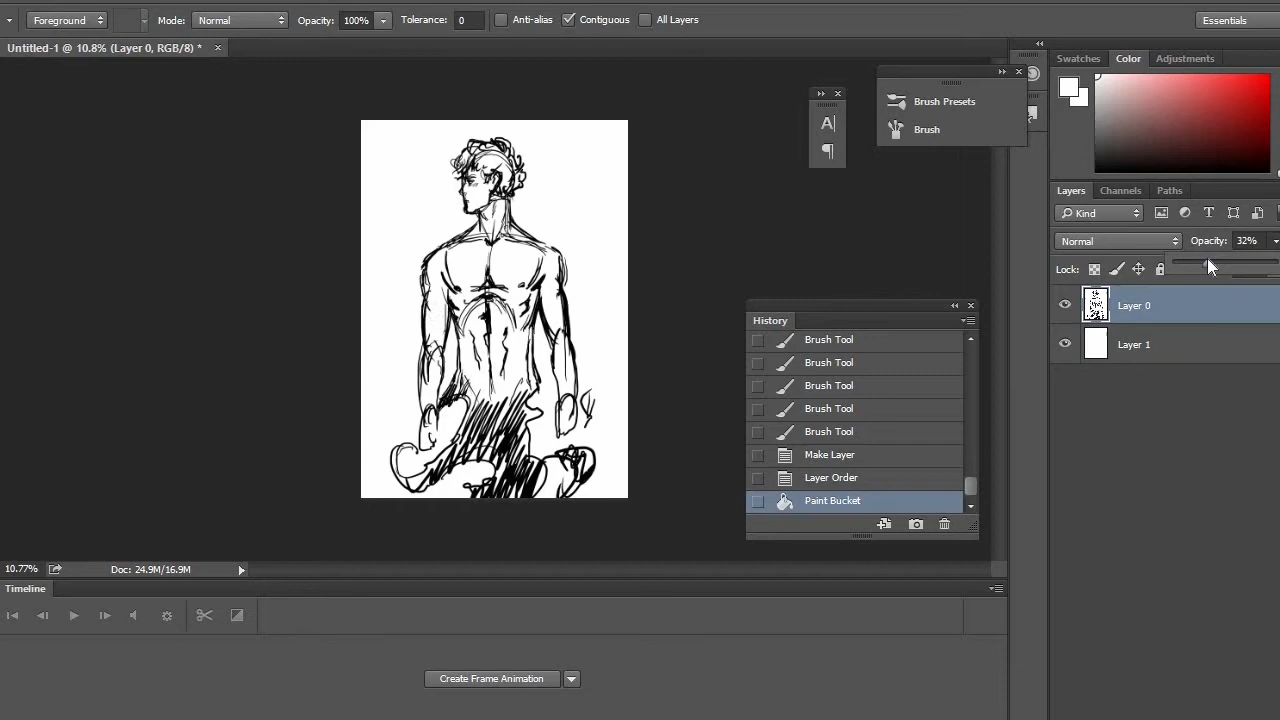 Foreground Mode: Normal Opacity: 100% Tolerance: 0 Anti-alias Contiguous All Layers Essentials
Untitled-1 @ 10.8% (Layer 0, RGB/8) *
Swatches Color Adjustments
Brush Presets
Brush
Layers Channels Paths
Kind
Normal Opacity: 32%
Lock:
Layer 0
Layer 1
History
Brush Tool
Brush Tool
Brush Tool
Brush Tool
Brush Tool
Make Layer
Layer Order
Paint Bucket
10.77% Doc: 24.9M/16.9M
Timeline
Create Frame Animation